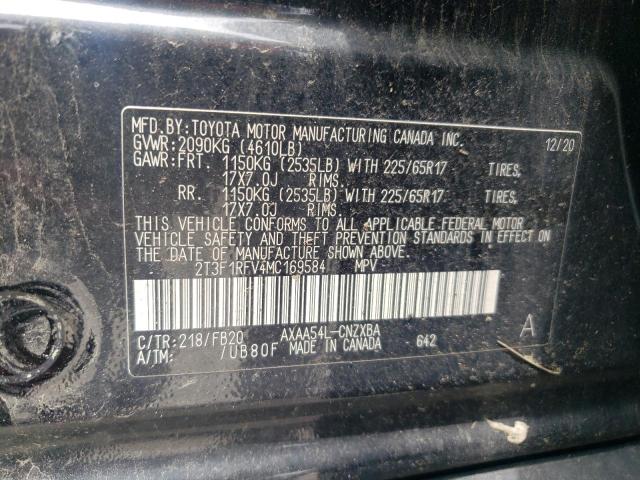 MFD. BY: TOYOTA MOTOR MANUFACTURING CANADA INC. 12/20
GVWR: 2090KG (4610LB)
GAWR: FRT. 1150KG (2535LB) WITH 225/65R17 TIRES,
17X7.0J RIMS.
RR. 1150KG (2535LB) WITH 225/65R17 TIRES,
17X7.0J RIMS.
THIS VEHICLE CONFORMS TO ALL APPLICABLE FEDERAL MOTOR
VEHICLE SAFETY AND THEFT PREVENTION STANDARDS IN EFFECT ON
THE DATE OF MANUFACTURE SHOWN ABOVE.
2T3F1RFV4MC169584 MPV
C/TR: 218/FB20 AXAA54L-CNZXBA A
A/TM: /UB80F MADE IN CANADA 642